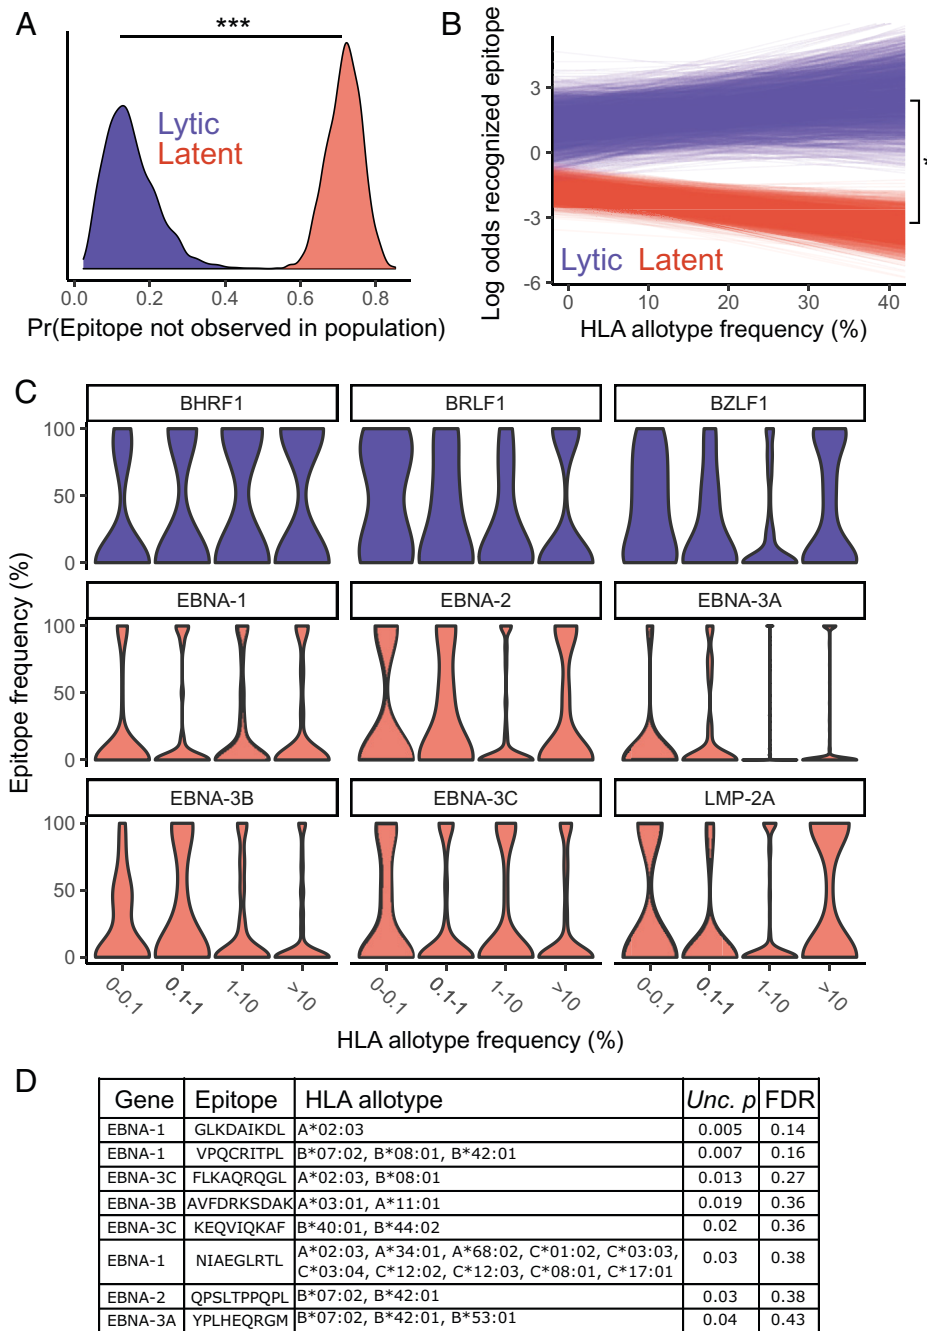 A
***
Lytic
Latent
0.0 0.2 0.4 0.6 0.8
Pr(Epitope not observed in population)
B
Log odds recognized epitope
3
0
-3
-6
*
Lytic Latent
0 10 20 30 40
HLA allotype frequency (%)
C
Epitope frequency (%)
BHRF1 BRLF1 BZLF1
100
50
0
EBNA-1 EBNA-2 EBNA-3A
100
50
0
EBNA-3B EBNA-3C LMP-2A
100
50
0
0-0.1 0.1-1 1-10 >10 0-0.1 0.1-1 1-10 >10 0-0.1 0.1-1 1-10 >10
HLA allotype frequency (%)
D
Gene Epitope HLA allotype Unc. p FDR
EBNA-1 GLKDAIKDL A*02:03 0.005 0.14
EBNA-1 VPQCRITPL B*07:02, B*08:01, B*42:01 0.007 0.16
EBNA-3C FLKAQRQGL A*02:03, B*08:01 0.013 0.27
EBNA-3B AVFDRKSDAK A*03:01, A*11:01 0.019 0.36
EBNA-3C KEQVIQKAF B*40:01, B*44:02 0.02 0.36
EBNA-1 NIAEGLRTL A*02:03, A*34:01, A*68:02, C*01:02, C*03:03, 0.03 0.38
C*03:04, C*12:02, C*12:03, C*08:01, C*17:01
EBNA-2 QPSLTPPQPL B*07:02, B*42:01 0.03 0.38
EBNA-3A YPLHEQRGM B*07:02, B*42:01, B*53:01 0.04 0.43